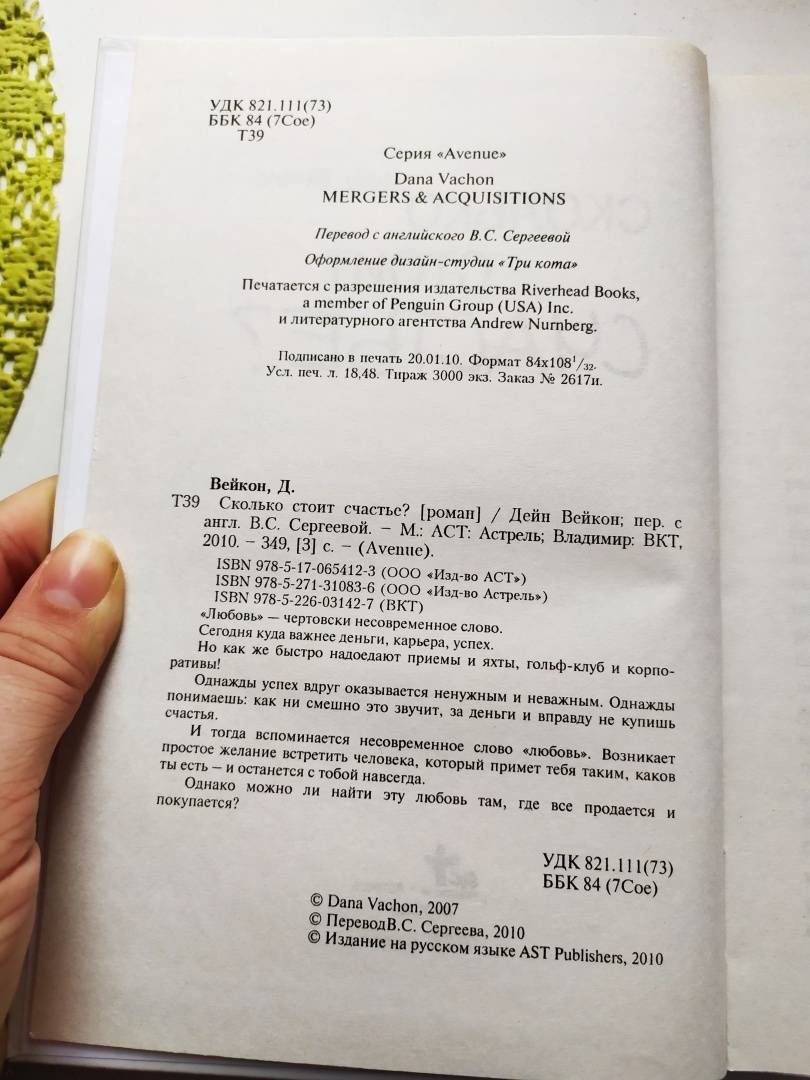 УДК 821.111(73)
ББК 84 (7Сое)
Т39
Серия «Avenue»
Dana Vachon
MERGERS & ACQUISITIONS
Перевод с английского В.С. Сергеевой
Оформление дизайн-студии «Три кота»
Печатается с разрешения издательства Riverhead Books,
a member of Penguin Group (USA) Inc.
и литературного агентства Andrew Nurnberg.
Подписано в печать 20.01.10. Формат 84x108 1/32.
Усл. печ. л. 18,48. Тираж 3000 экз. Заказ № 2617и.
Вейкон, Д.
Т39 Сколько стоит счастье? [роман] / Дейн Вейкон; пер. с
англ. В.С. Сергеевой. – М.: АСТ: Астрель; Владимир: ВКТ,
2010. – 349, [3] с. – (Avenue).
ISBN 978-5-17-065412-3 (ООО «Изд-во АСТ»)
ISBN 978-5-271-31083-6 (ООО «Изд-во Астрель»)
ISBN 978-5-226-03142-7 (ВКТ)
«Любовь» — чертовски несовременное слово.
Сегодня куда важнее деньги, карьера, успех.
Но как же быстро надоедают приемы и яхты, гольф-клуб и корпо-
ративы!
Однажды успех вдруг оказывается ненужным и неважным. Однажды
понимаешь: как ни смешно это звучит, за деньги и вправду не купишь
счастья.
И тогда вспоминается несовременное слово «любовь». Возникает
простое желание встретить человека, который примет тебя таким, каков
ты есть – и останется с тобой навсегда.
Однако можно ли найти эту любовь там, где все продается и
покупается?
УДК 821.111(73)
ББК 84 (7Сое)
© Dana Vachon, 2007
© ПереводВ.С. Сергеева, 2010
© Издание на русском языке AST Publishers, 2010